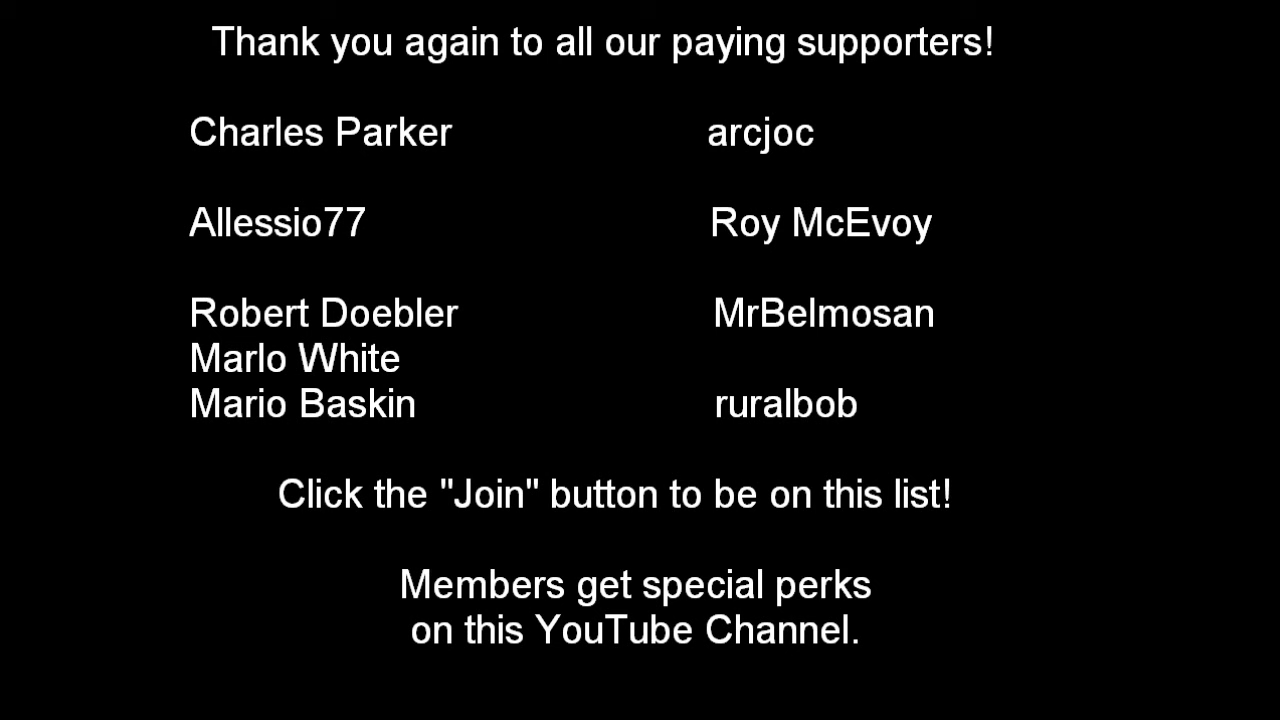 Thank you again to all our paying supporters!
Charles Parker arcjoc
Allessio77 Roy McEvoy
Robert Doebler MrBelmosan
Marlo White
Mario Baskin ruralbob
Click the "Join" button to be on this list!
Members get special perks
on this YouTube Channel.